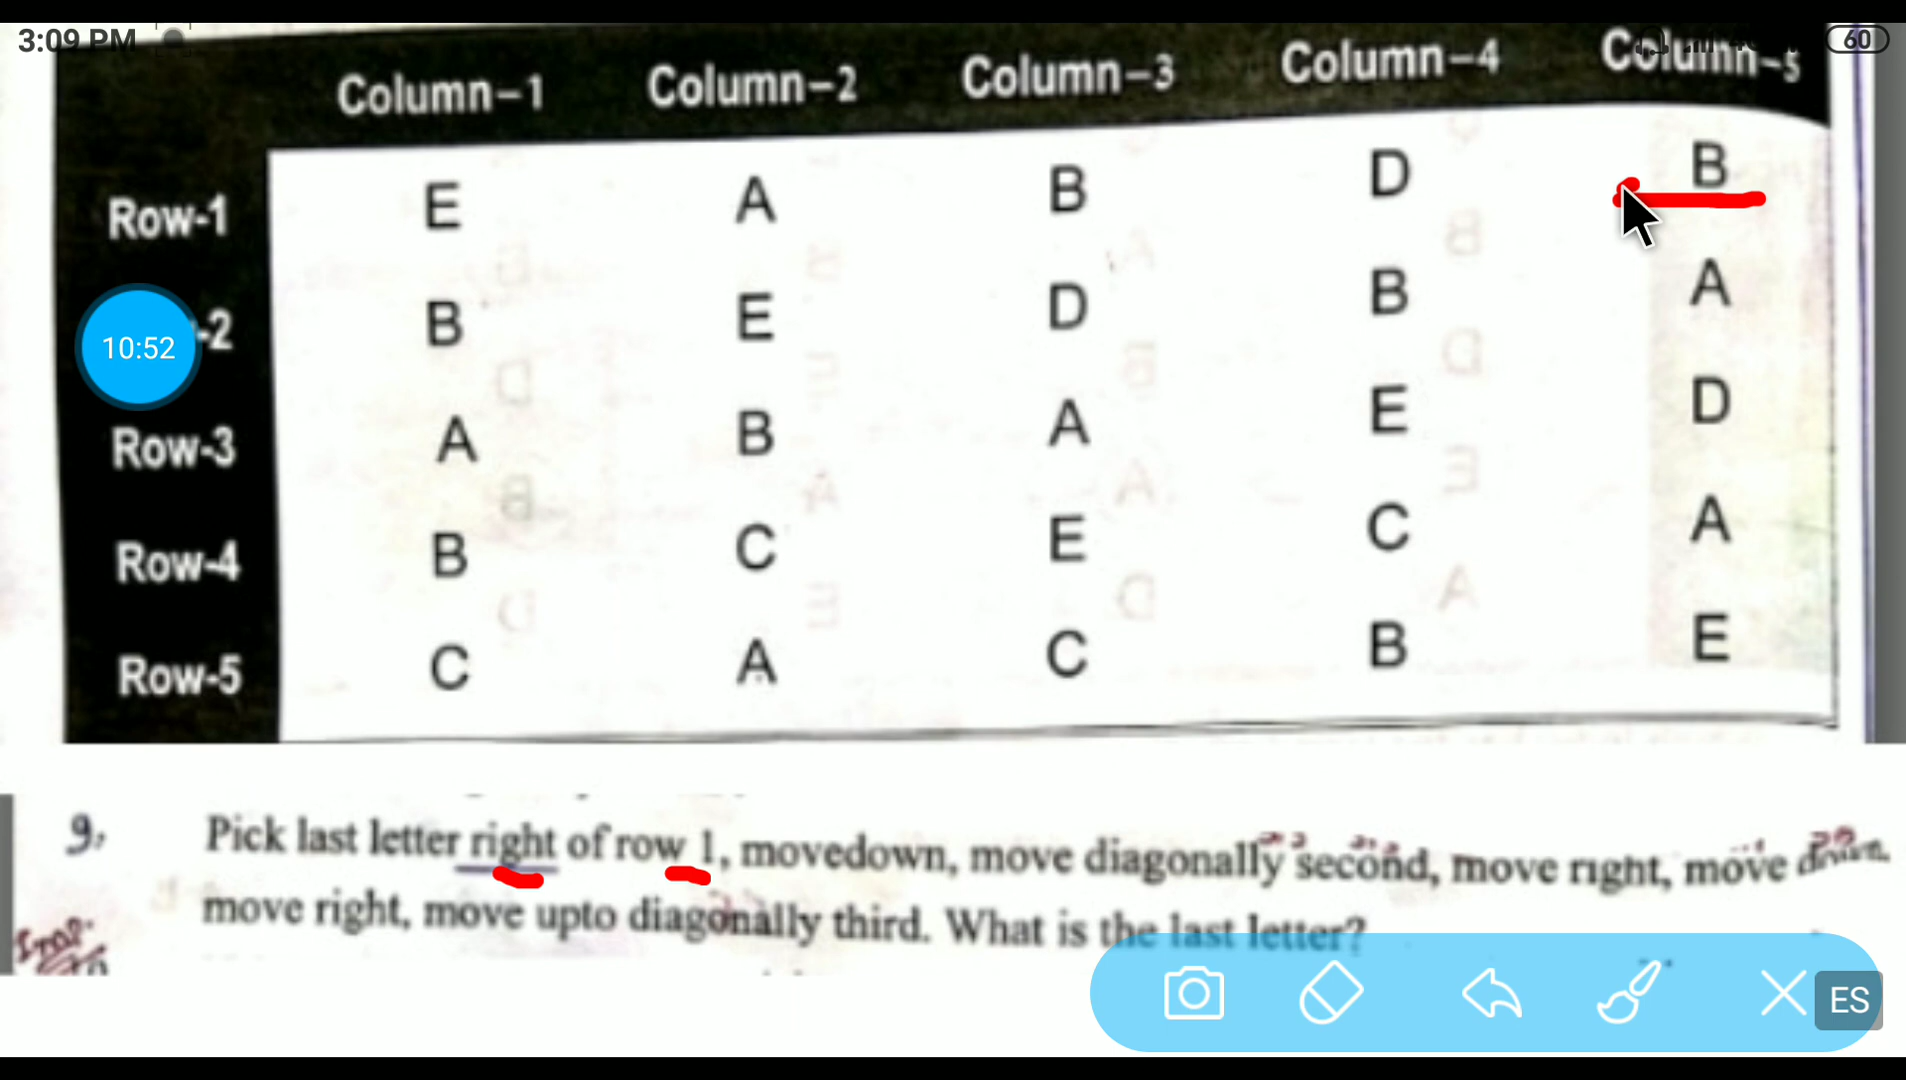 3:09 PM
60
Column-1 Column-2 Column-3 Column-4 Column-5
Row-1 E A B D B
-2 B E D B A
10:52
Row-3 A B A E D
Row-4 B C E C A
Row-5 C A C B E
9, Pick last letter right of row 1, movedown, move diagonally second, move right, move down,
move right, move upto diagonally third. What is the last letter?
ES